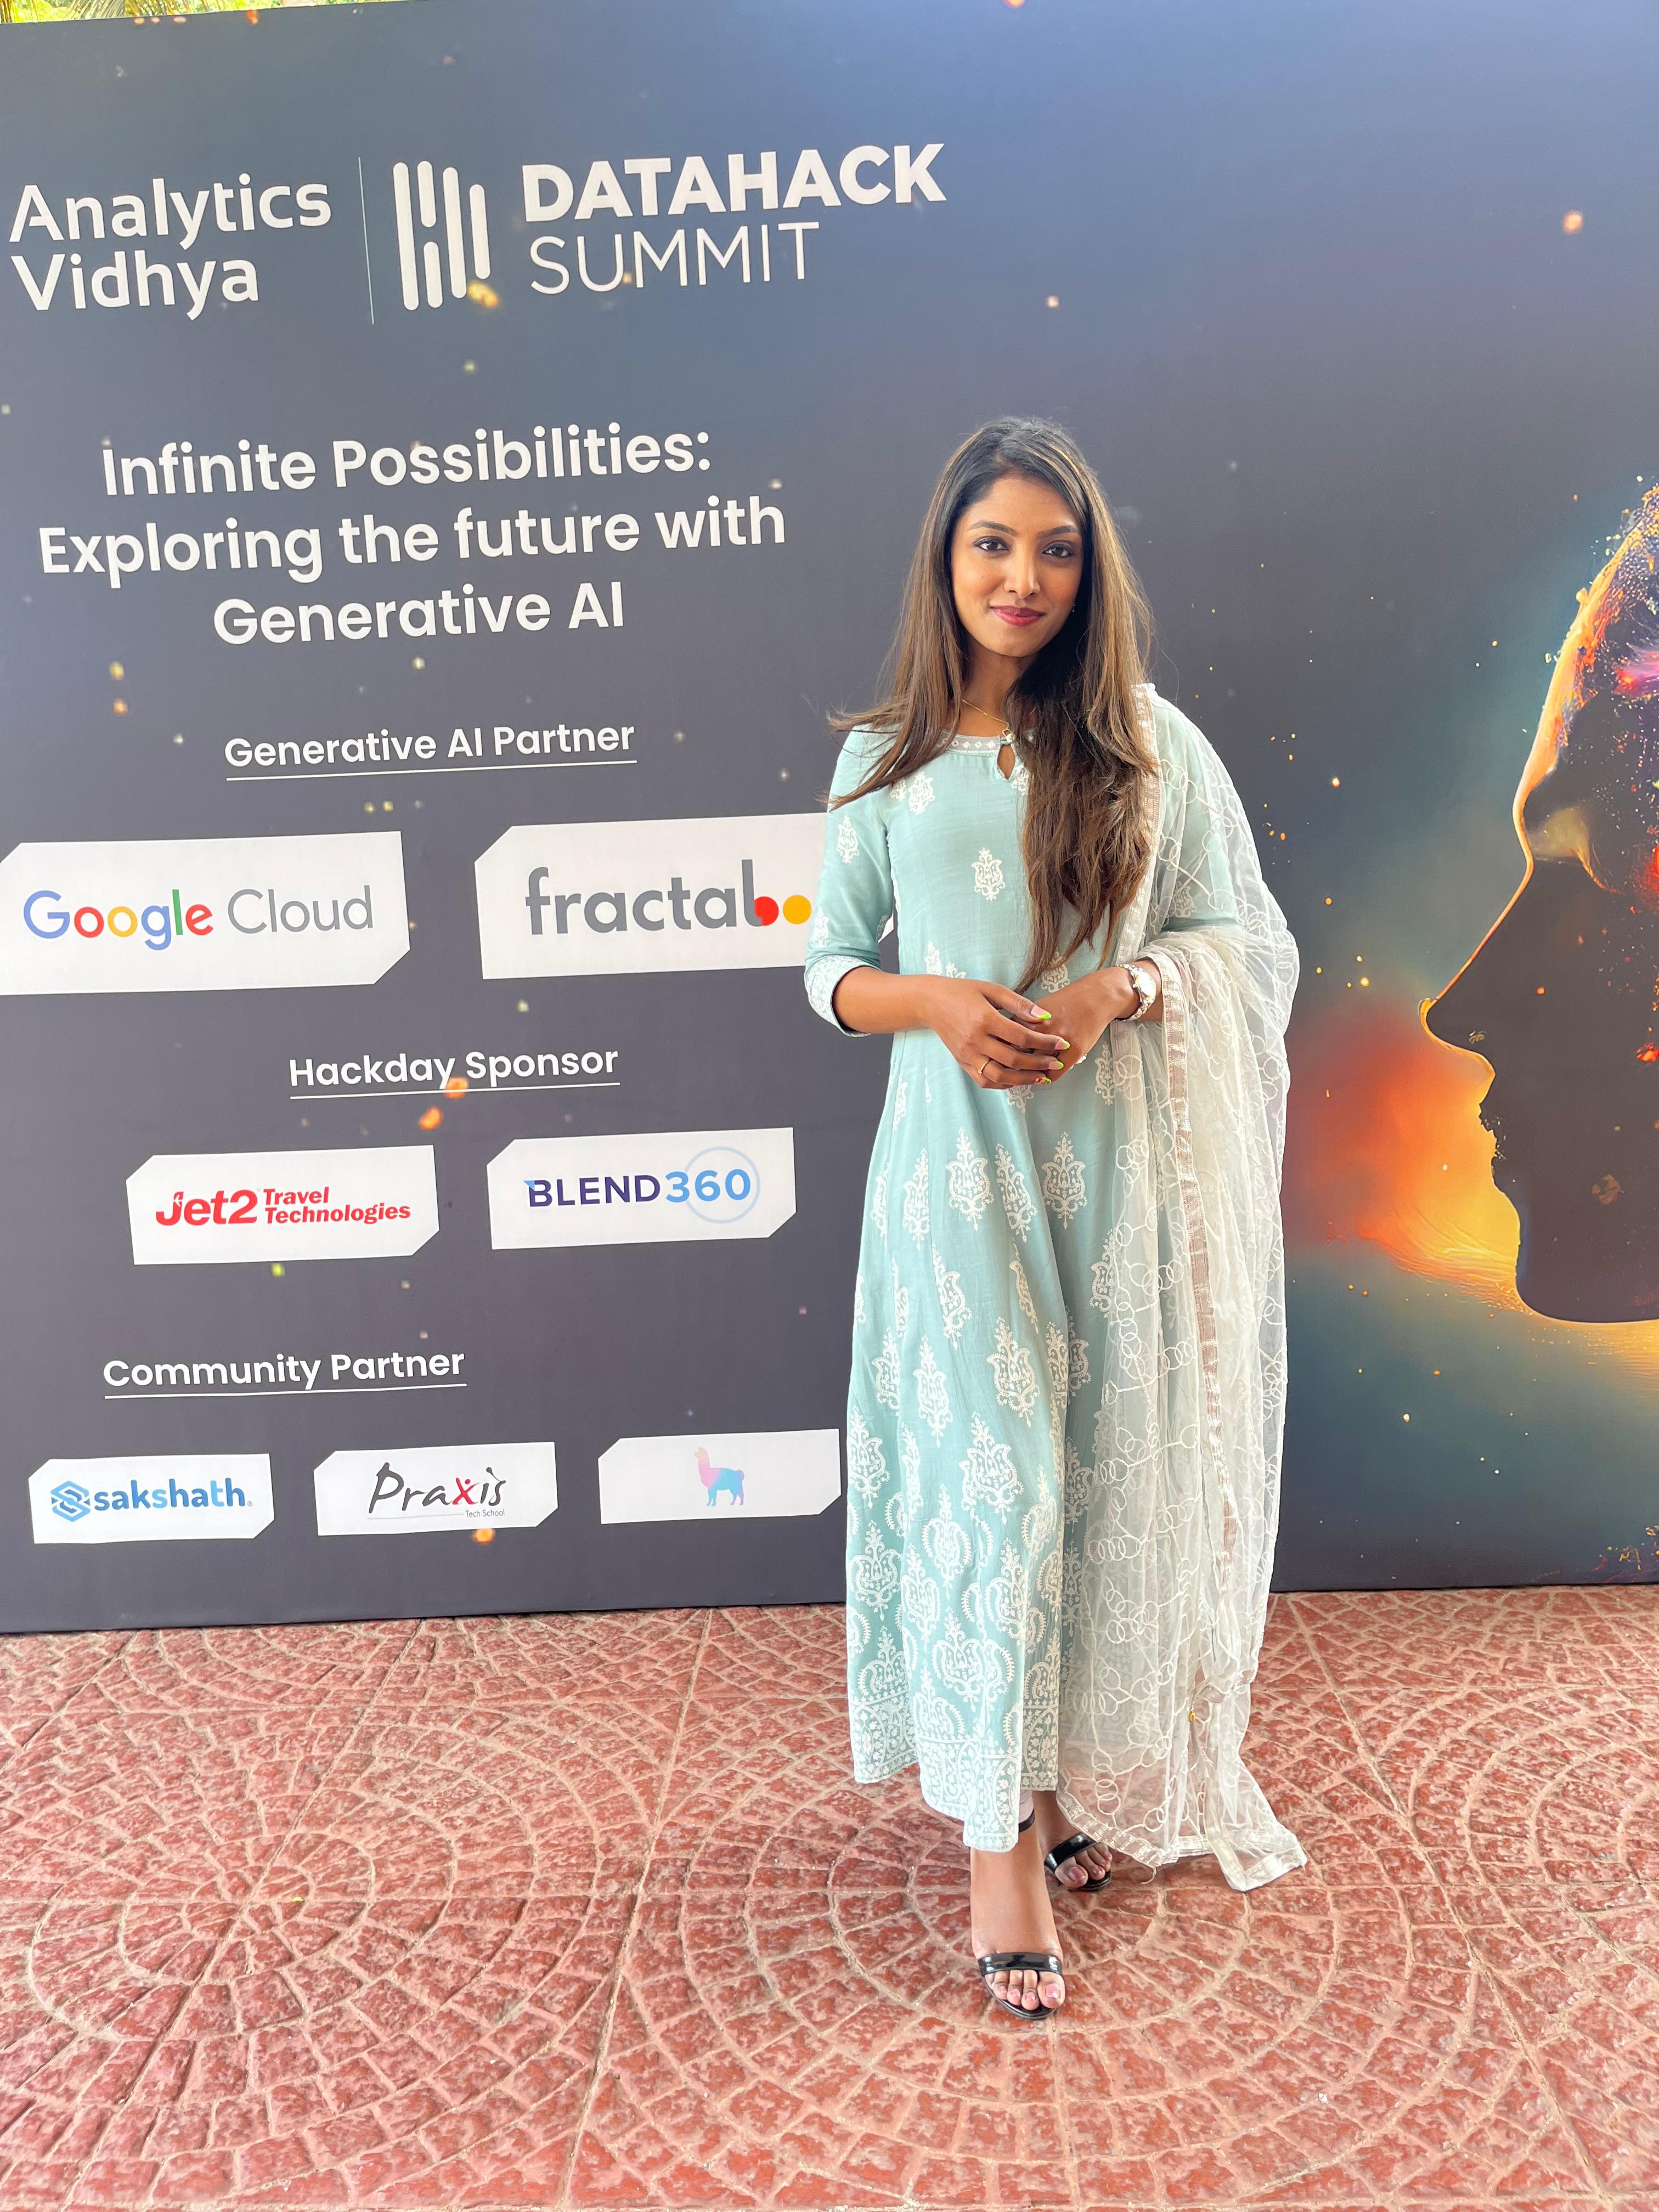 Analytics
Vidhya
DATAHACK
SUMMIT
Infinite Possibilities:
Exploring the future with
Generative AI
Generative AI Partner
Google Cloud
fractal
Hackday Sponsor
Jet2 Travel
Technologies
BLEND360
Community Partner
sakshath
Praxis
Tech School